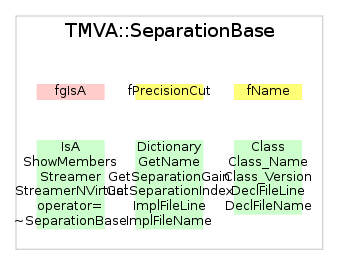 TMVA::SeparationBase
fgIsA
fPrecisionCut
fName
IsA
ShowMembers
Streamer
StreamerNVirtual
operator=
~SeparationBase
Dictionary
GetName
GetSeparationGain
GetSeparationIndex
ImplFileLine
ImplFileName
Class
Class_Name
Class_Version
DeclFileLine
DeclFileName